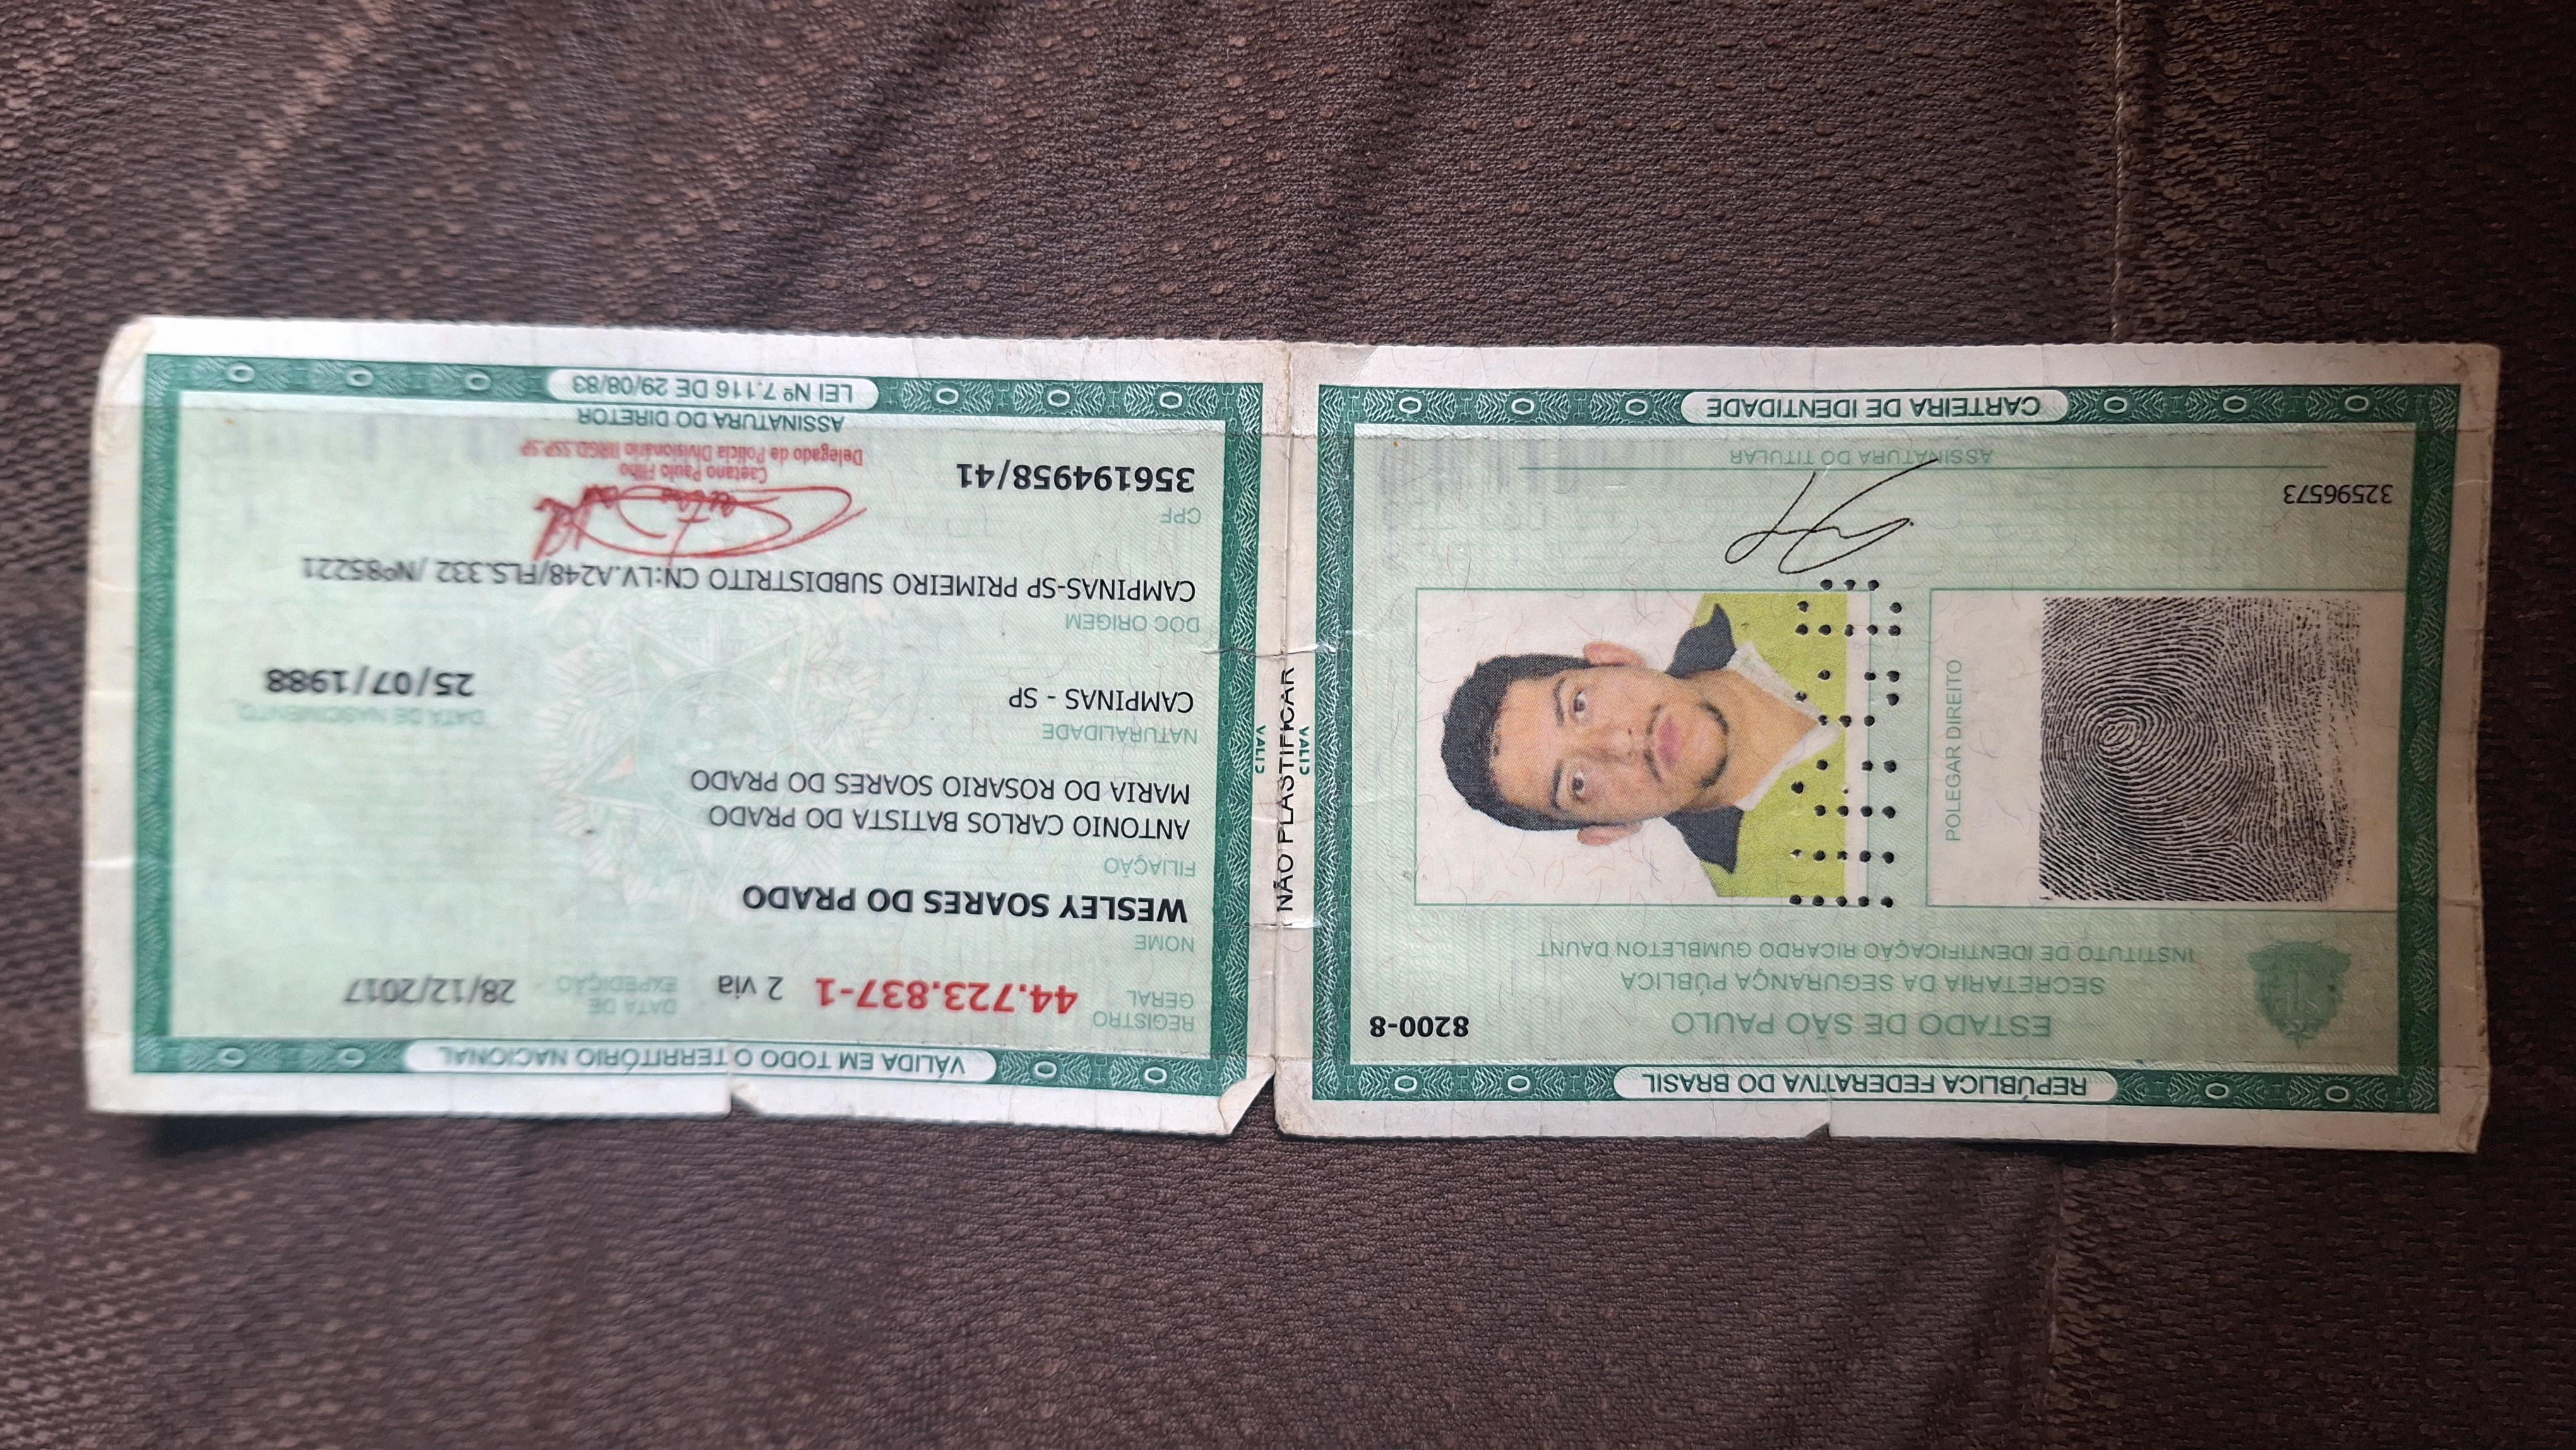 REPÚBLICA FEDERATIVA DO BRASIL
ESTADO DE SÃO PAULO
8200-8
SECRETARIA DA SEGURANÇA PÚBLICA
INSTITUTO DE IDENTIFICAÇÃO RICARDO GUMBLETON DAUNT
POLEGAR DIREITO
32596573
ASSINATURA DO TITULAR
CARTEIRA DE IDENTIDADE
NÃO PLASTIFICAR
VÁLIDA EM TODO O TERRITÓRIO NACIONAL
REGISTRO GERAL 44.723.837-1 2 via DATA DE EXPEDIÇÃO 28/12/2017
NOME
WESLEY SOARES DO PRADO
FILIAÇÃO
ANTONIO CARLOS BATISTA DO PRADO
MARIA DO ROSARIO SOARES DO PRADO
NATURALIDADE DATA DE NASCIMENTO
CAMPINAS - SP 25/07/1988
DOC ORIGEM
CAMPINAS-SP PRIMEIRO SUBDISTRITO CN:LV.A248/FLS.332 /Nº85221
CPF
356194958/41
Caetano Paulo Filho
Delegado de Polícia Divisionário IIRGD.SSP.SP
ASSINATURA DO DIRETOR
LEI Nº 7.116 DE 29/08/83